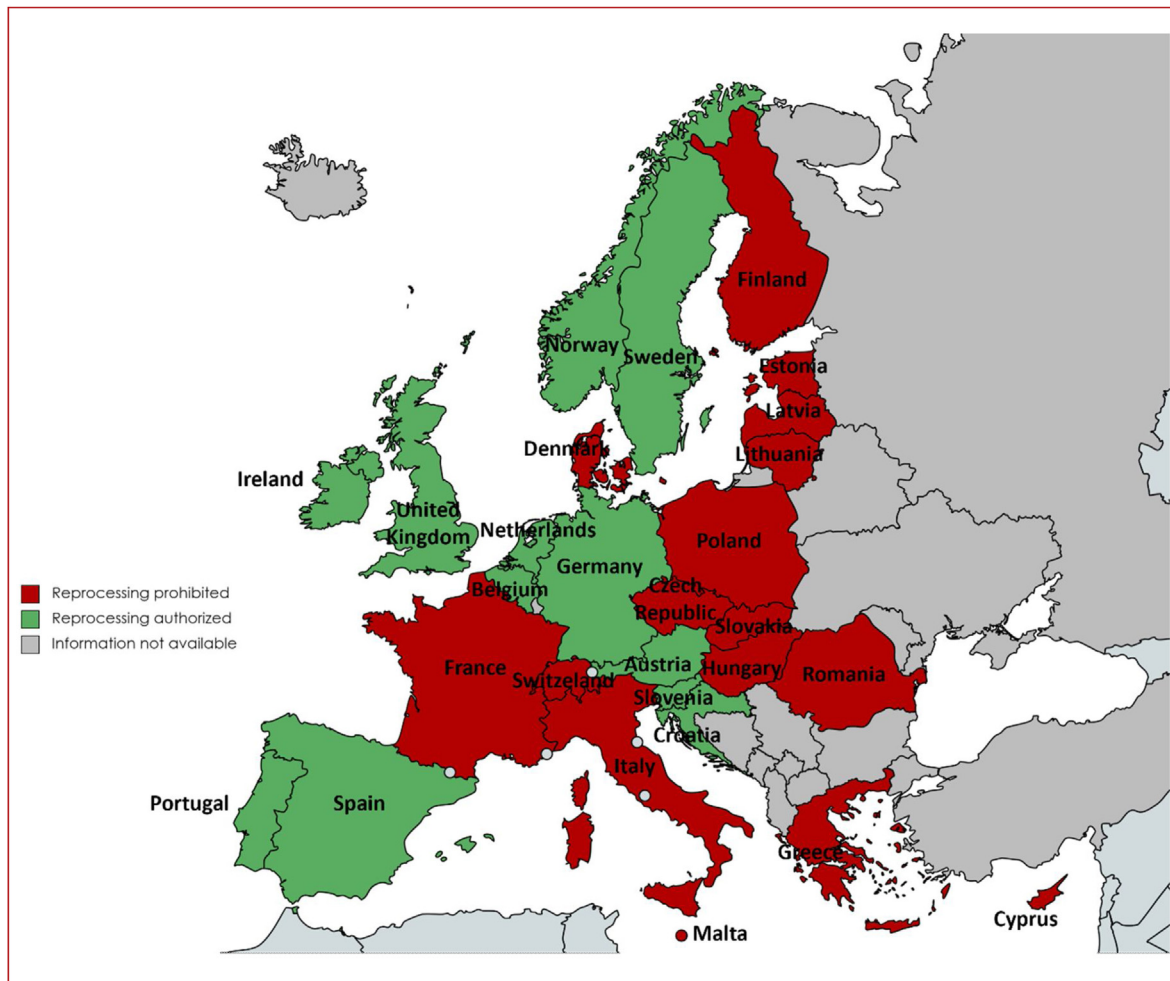 Finland
Norway
Sweden
Estonia
Latvia
Denmark
Lithuania
Ireland
United
Kingdom
Netherlands
Poland
Germany
Belgium
Czech
Republic
Reprocessing prohibited
Reprocessing authorized
Information not available
Slovakia
France
Austria
Hungary
Switzeland
Romania
Slovenia
Croatia
Italy
Portugal
Spain
Greece
Cyprus
Malta